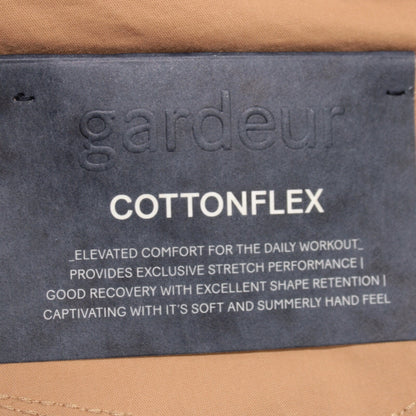 gardeur
COTTONFLEX
_ELEVATED COMFORT FOR THE DAILY WORKOUT_
PROVIDES EXCLUSIVE STRETCH PERFORMANCE |
GOOD RECOVERY WITH EXCELLENT SHAPE RETENTION |
CAPTIVATING WITH IT'S SOFT AND SUMMERLY HAND FEEL